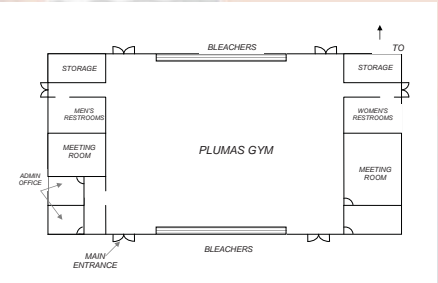 BLEACHERS
TO
STORAGE
STORAGE
MEN'S
RESTROOMS
WOMEN'S
RESTROOMS
MEETING
ROOM
PLUMAS GYM
MEETING
ROOM
ADMIN
OFFICE
BLEACHERS
MAIN
ENTRANCE